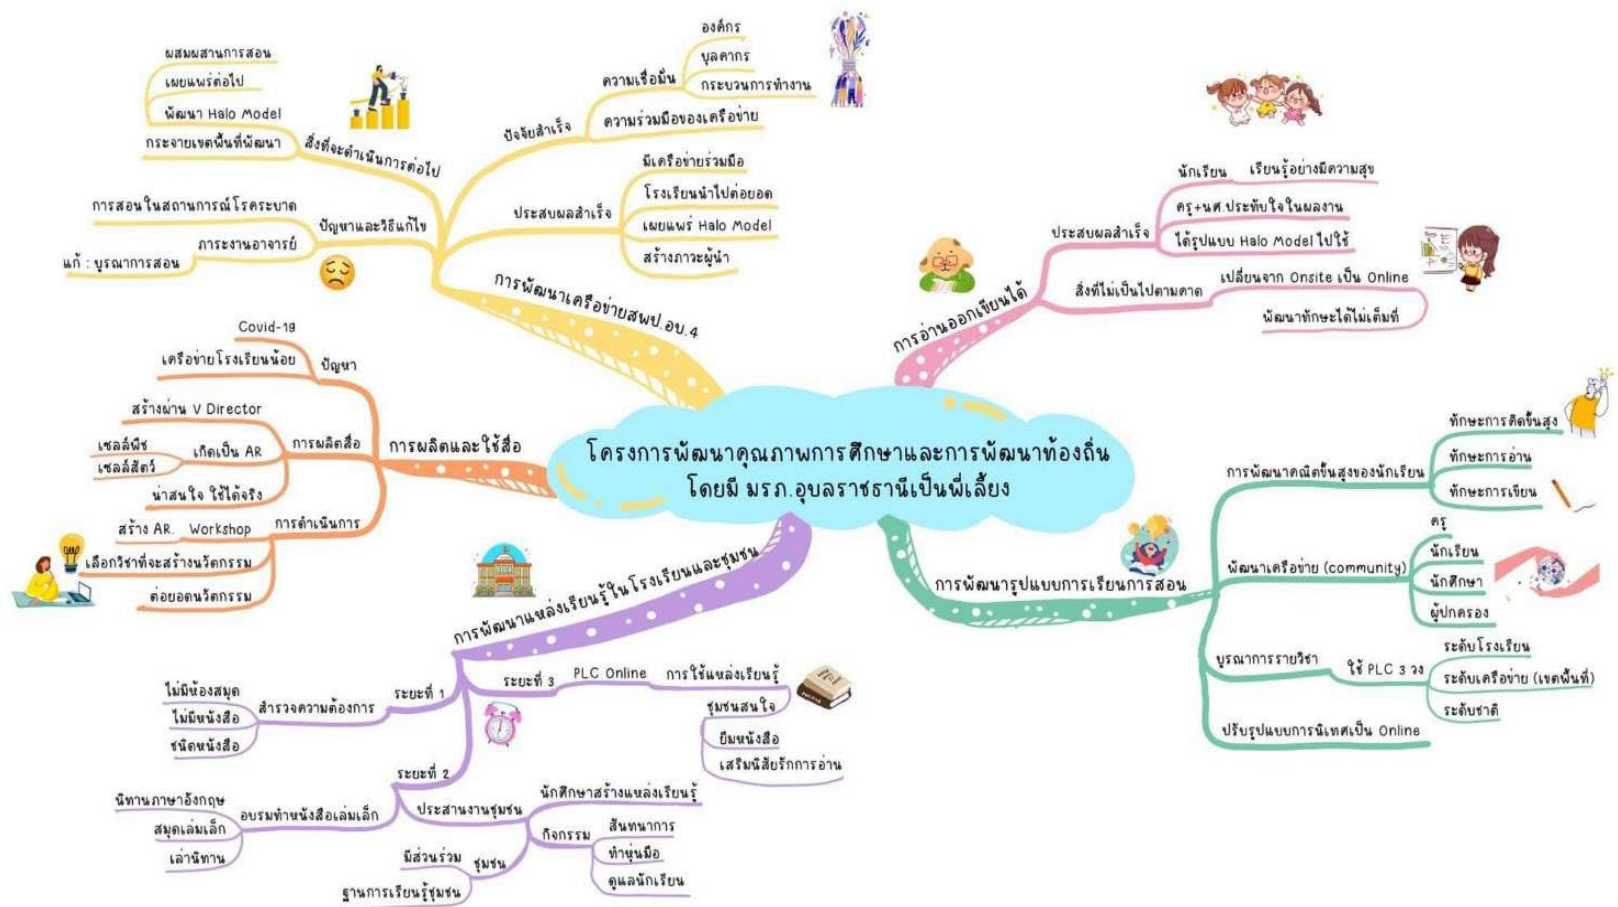 โครงการพัฒนาคุณภาพการศึกษาและการพัฒนาท้องถิ่น
โดยมี มรภ.อุบลราชธานีเป็นพี่เลี้ยง
การพัฒนาเครือข่ายสพป.อบ.4
สิ่งที่จะดำเนินการต่อไป
ผสมผสานการสอน
เผยแพร่ต่อไป
พัฒนา Halo Model
กระจายเขตพื้นที่พัฒนา
ปัญหาและวิธีแก้ไข
การสอนในสถานการณ์โรคระบาด
ภาระงานอาจารย์
แก้ : บูรณาการสอน
ปัจจัยสำเร็จ
ความเชื่อมั่น
องค์กร
บุลคากร
กระบวนการทำงาน
ความร่วมมือของเครือข่าย
ประสบผลสำเร็จ
มีเครือข่ายร่วมมือ
โรงเรียนนำไปต่อยอด
เผยแพร่ Halo Model
สร้างภาวะผู้นำ
การอ่านออกเขียนได้
ประสบผลสำเร็จ
นักเรียน เรียนรู้อย่างมีความสุข
ครู+นศ.ประทับใจในผลงาน
ได้รูปแบบ Halo Model ไปใช้
สิ่งที่ไม่เป็นไปตามคาด
เปลี่ยนจาก Onsite เป็น Online
พัฒนาทักษะได้ไม่เต็มที่
การผลิตและใช้สื่อ
ปัญหา
Covid-19
เครือข่ายโรงเรียนน้อย
การผลิตสื่อ
สร้างผ่าน V Director
เกิดเป็น AR
เซลล์พืช
เซลล์สัตว์
น่าสนใจ ใช้ได้จริง
การดำเนินการ
สร้าง AR. Workshop
เลือกวิชาที่จะสร้างนวัตกรรม
ต่อยอดนวัตกรรม
การพัฒนารูปแบบการเรียนการสอน
การพัฒนาคณิตขั้นสูงของนักเรียน
ทักษะการคิดขั้นสูง
ทักษะการอ่าน
ทักษะการเขียน
พัฒนาเครือข่าย (community)
ครู
นักเรียน
นักศึกษา
ผู้ปกครอง
บูรณาการรายวิชา
ใช้ PLC 3 วง
ระดับโรงเรียน
ระดับเครือข่าย (เขตพื้นที่)
ระดับชาติ
ปรับรูปแบบการนิเทศเป็น Online
การพัฒนาแหล่งเรียนรู้ในโรงเรียนและชุมชน
ระยะที่ 1
สำรวจความต้องการ
ไม่มีห้องสมุด
ไม่มีหนังสือ
ชนิดหนังสือ
ระยะที่ 3
PLC Online
การใช้แหล่งเรียนรู้
ชุมชนสนใจ
ยืมหนังสือ
เสริมนิสัยรักการอ่าน
ระยะที่ 2
อบรมทำหนังสือเล่มเล็ก
นิทานภาษาอังกฤษ
สมุดเล่มเล็ก
เล่านิทาน
ประสานงานชุมชน
นักศึกษาสร้างแหล่งเรียนรู้
กิจกรรม
สันทนาการ
ทำหุ่นมือ
ดูแลนักเรียน
ชุมชน
มีส่วนร่วม
ฐานการเรียนรู้ชุมชน